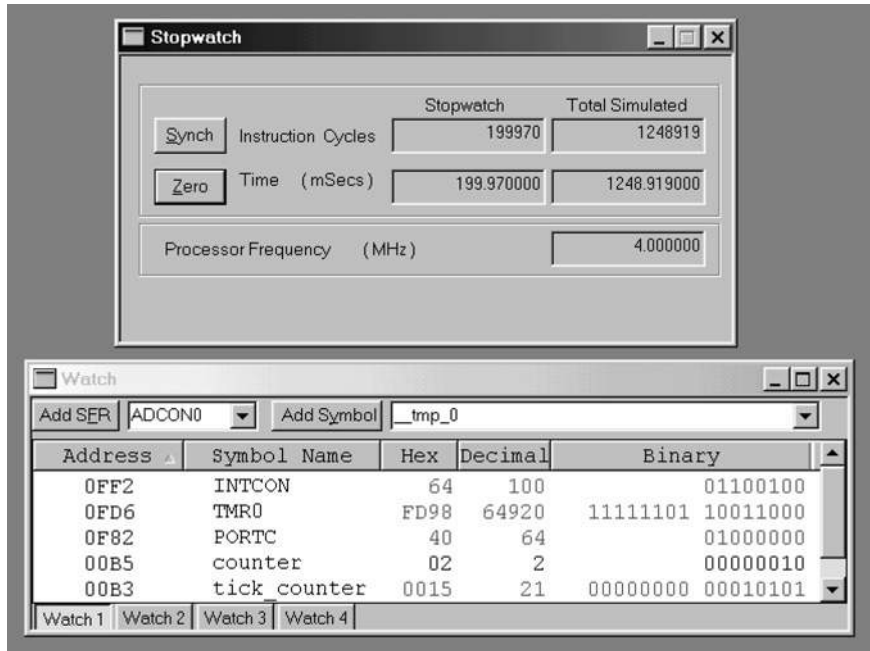 Stopwatch
Stopwatch Total Simulated
Synch Instruction Cycles 199970 1248919
Zero Time (mSecs) 199.970000 1248.919000
Processor Frequency (MHz) 4.000000
Watch
Add SFR ADCON0 Add Symbol __tmp_0
Address Symbol Name Hex Decimal Binary
0FF2 INTCON 64 100 01100100
0FD6 TMR0 FD98 64920 11111101 10011000
0F82 PORTC 40 64 01000000
00B5 counter 02 2 00000010
00B3 tick_counter 0015 21 00000000 00010101
Watch 1 Watch 2 Watch 3 Watch 4